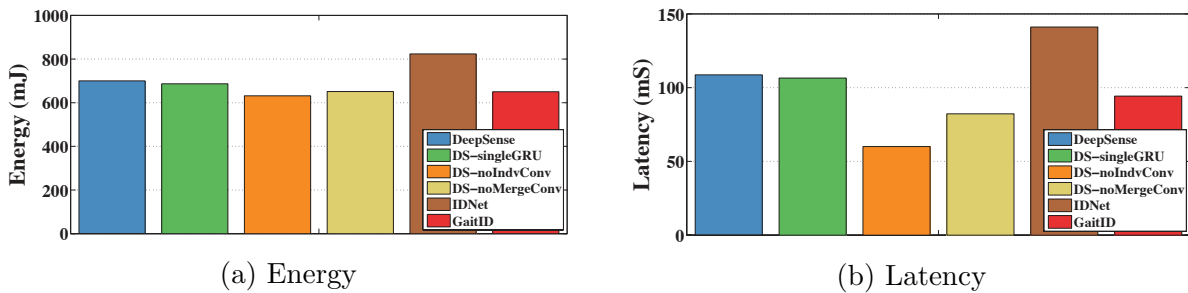 1000
800
600
400
200
0
Energy (mJ)
DeepSense
DS-singleGRU
DS-noIndvConv
DS-noMergeConv
IDNet
GaitID
(a) Energy
150
100
50
0
Latency (mS)
DeepSense
DS-singleGRU
DS-noIndvConv
DS-noMergeConv
IDNet
GaitID
(b) Latency